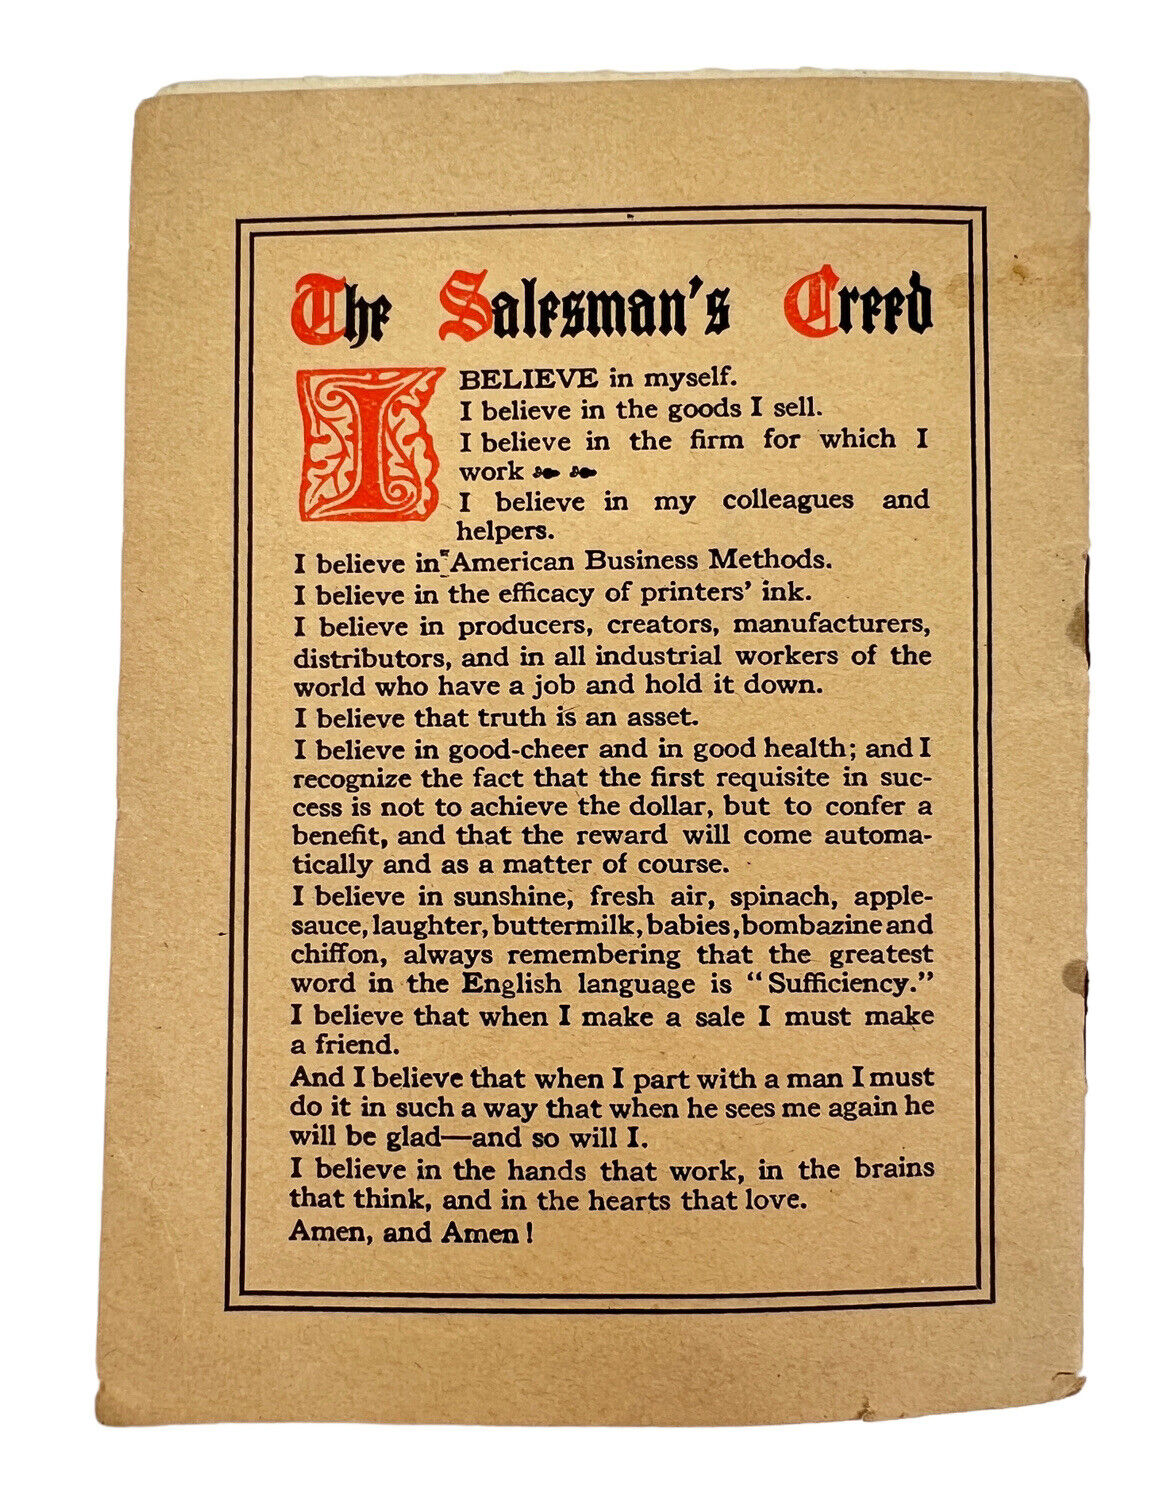 The Salesman's Creed
I BELIEVE in myself.
I believe in the goods I sell.
I believe in the firm for which I
work
I believe in my colleagues and
helpers.
I believe in American Business Methods.
I believe in the efficacy of printers' ink.
I believe in producers, creators, manufacturers,
distributors, and in all industrial workers of the
world who have a job and hold it down.
I believe that truth is an asset.
I believe in good-cheer and in good health; and I
recognize the fact that the first requisite in suc-
cess is not to achieve the dollar, but to confer a
benefit, and that the reward will come automa-
tically and as a matter of course.
I believe in sunshine, fresh air, spinach, apple-
sauce, laughter, buttermilk, babies, bombazine and
chiffon, always remembering that the greatest
word in the English language is "Sufficiency."
I believe that when I make a sale I must make
a friend.
And I believe that when I part with a man I must
do it in such a way that when he sees me again he
will be glad—and so will I.
I believe in the hands that work, in the brains
that think, and in the hearts that love.
Amen, and Amen!